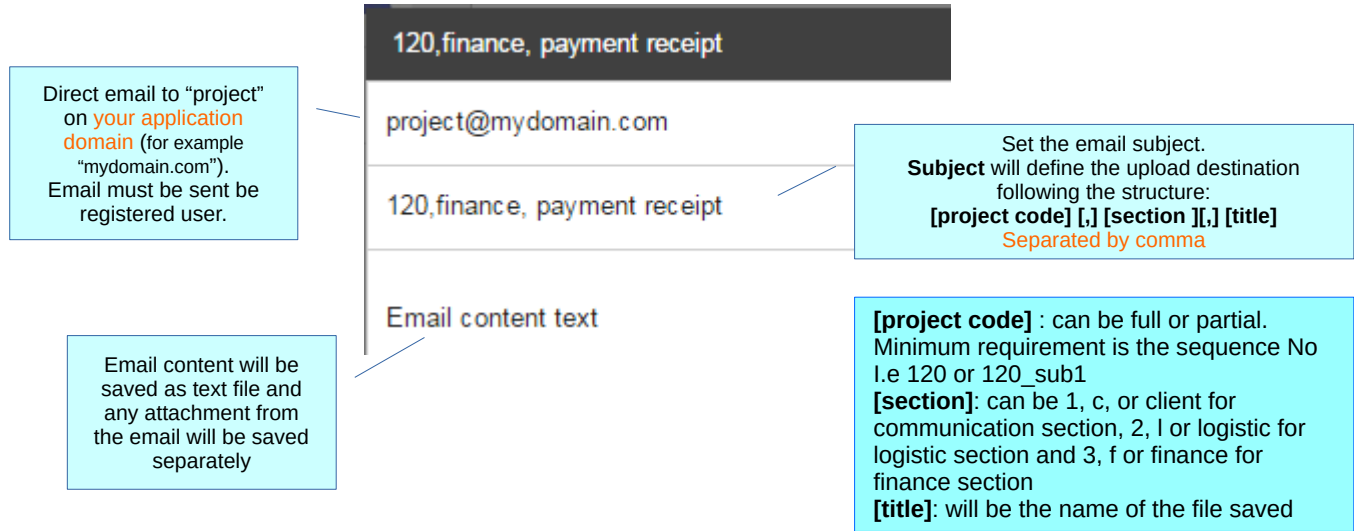 120,finance, payment receipt
Direct email to “project”
on your application
domain (for example
“mydomain.com”).
Email must be sent be
registered user.
project@mydomain.com
Set the email subject.
Subject will define the upload destination
following the structure:
[project code] [,] [section ][,] [title]
Separated by comma
120,finance, payment receipt
Email content text
Email content will be
saved as text file and
any attachment from
the email will be saved
separately
[project code] : can be full or partial.
Minimum requirement is the sequence No
I.e 120 or 120_sub1
[section]: can be 1, c, or client for
communication section, 2, l or logistic for
logistic section and 3, f or finance for
finance section
[title]: will be the name of the file saved